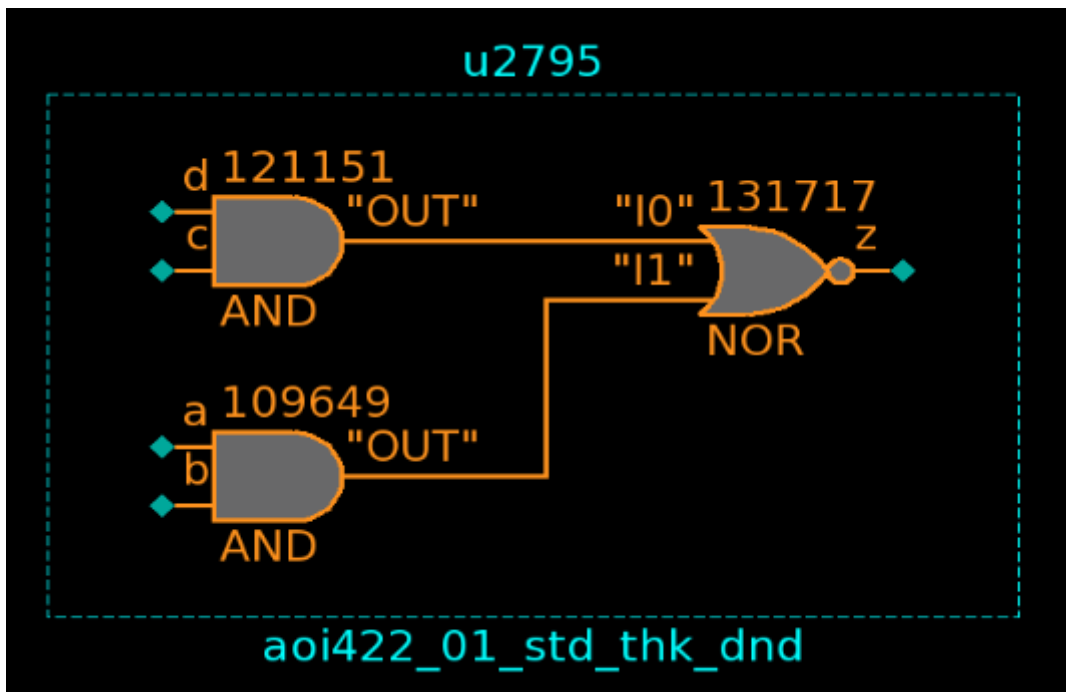 u2795
d 121151
"OUT"
"I0" 131717
c
z
"I1"
AND
NOR
a 109649
"OUT"
b
AND
aoi422_01_std_thk_dnd